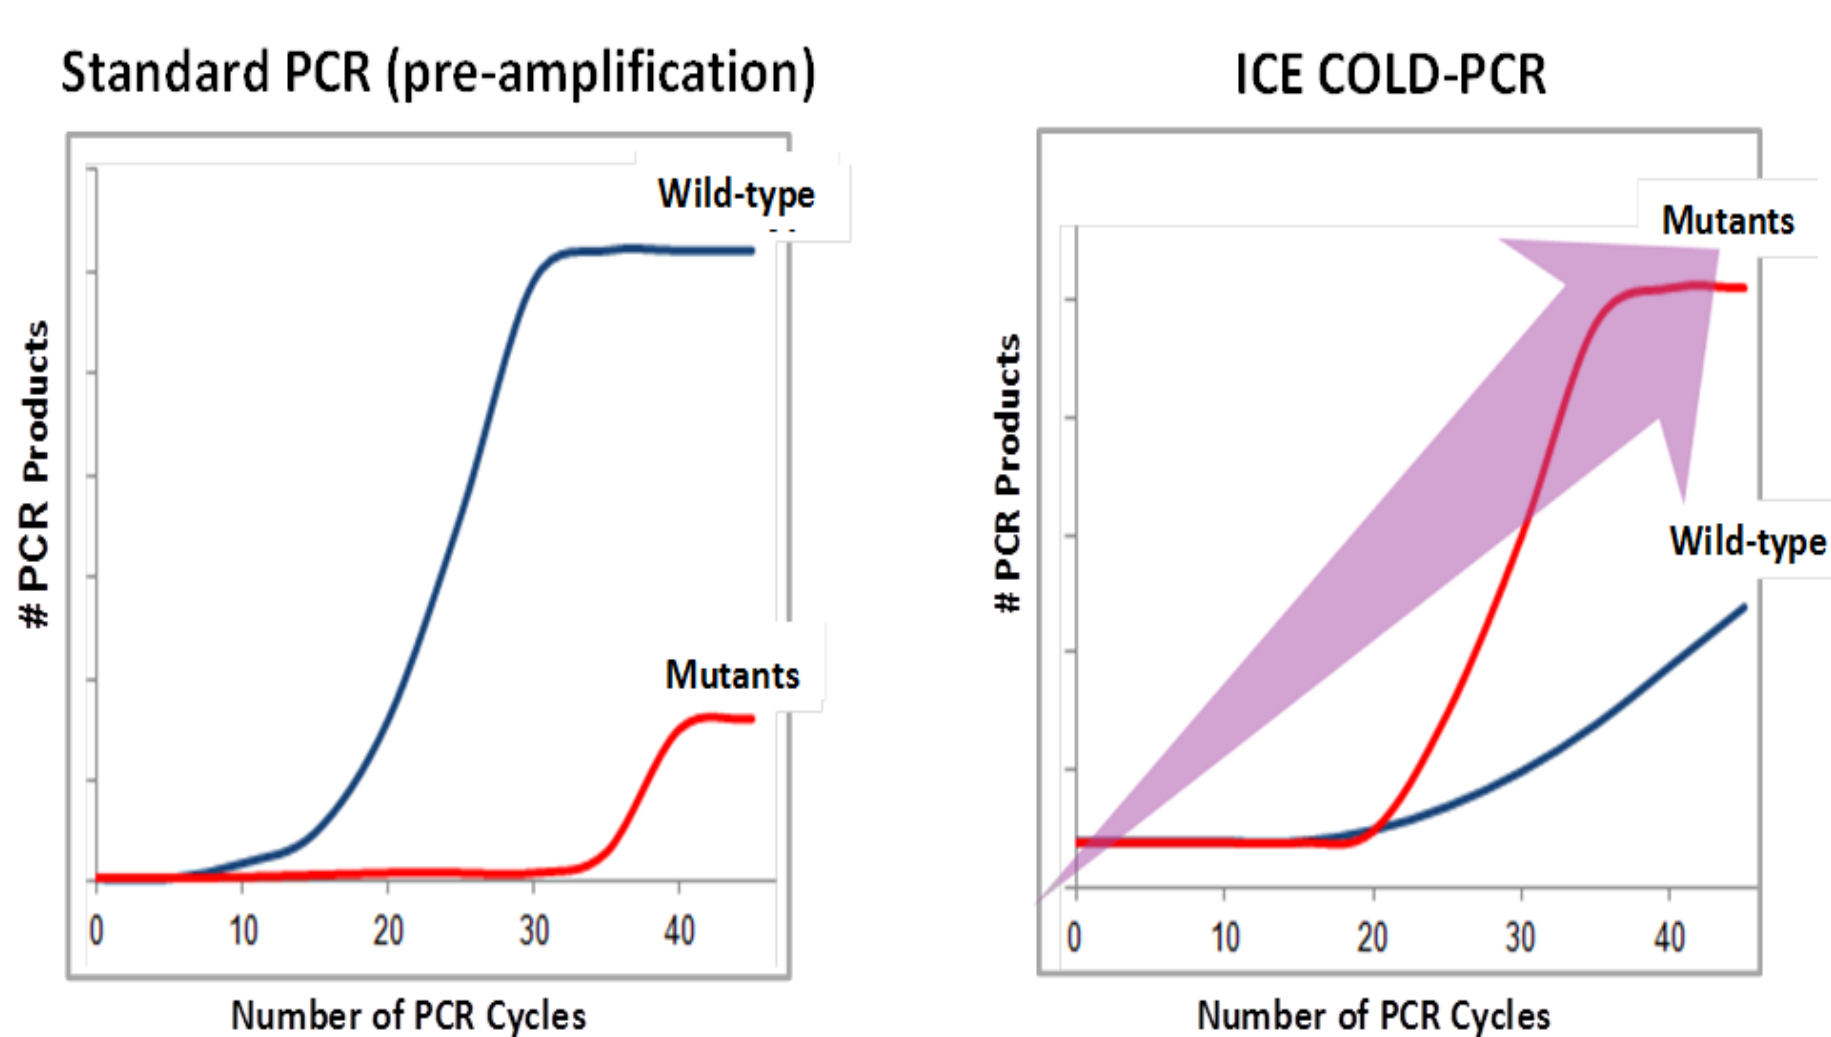 Standard PCR (pre-amplification)
Wild-type
Mutants
# PCR Products
0 10 20 30 40
Number of PCR Cycles
ICE COLD-PCR
Mutants
Wild-type
# PCR Products
0 10 20 30 40
Number of PCR Cycles